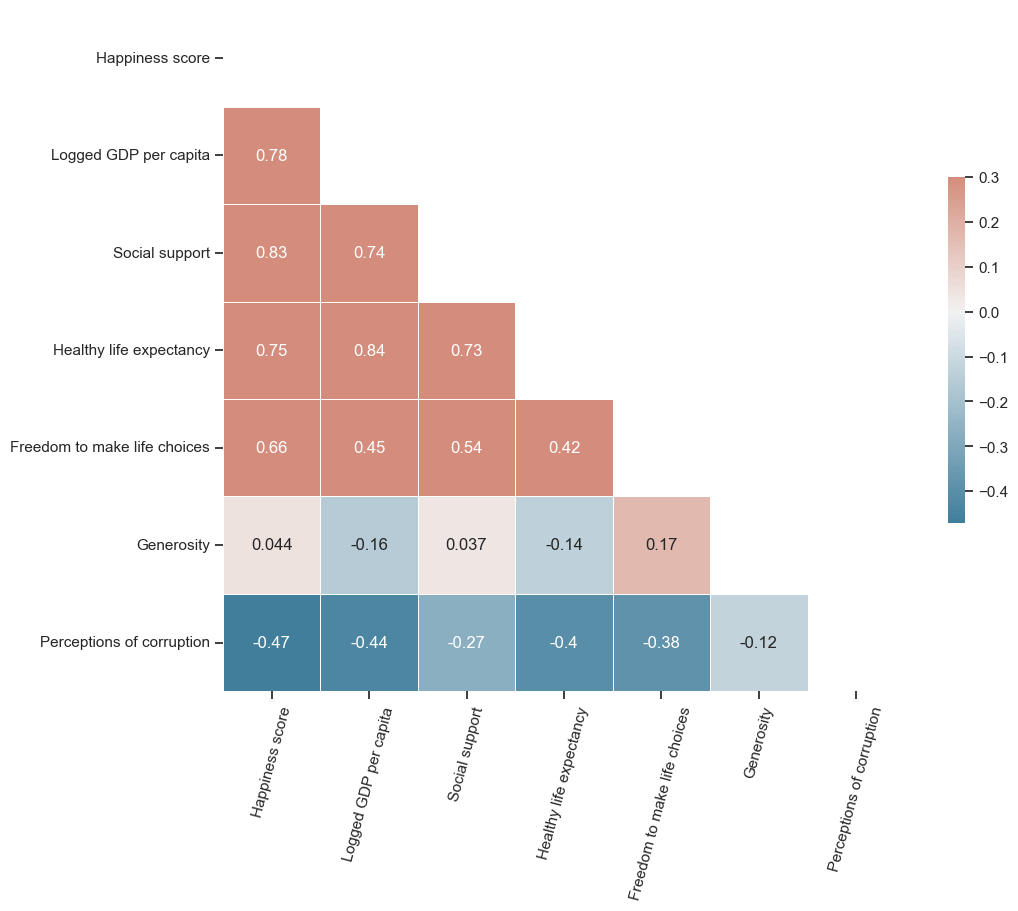 Happiness score
Logged GDP per capita
0.78
Social support
0.83 0.74
Healthy life expectancy
0.75 0.84 0.73
Freedom to make life choices
0.66 0.45 0.54 0.42
Generosity
0.044 -0.16 0.037 -0.14 0.17
Perceptions of corruption
-0.47 -0.44 -0.27 -0.4 -0.38 -0.12
Happiness score
Logged GDP per capita
Social support
Healthy life expectancy
Freedom to make life choices
Generosity
Perceptions of corruption
0.3
0.2
0.1
0.0
−0.1
−0.2
−0.3
−0.4